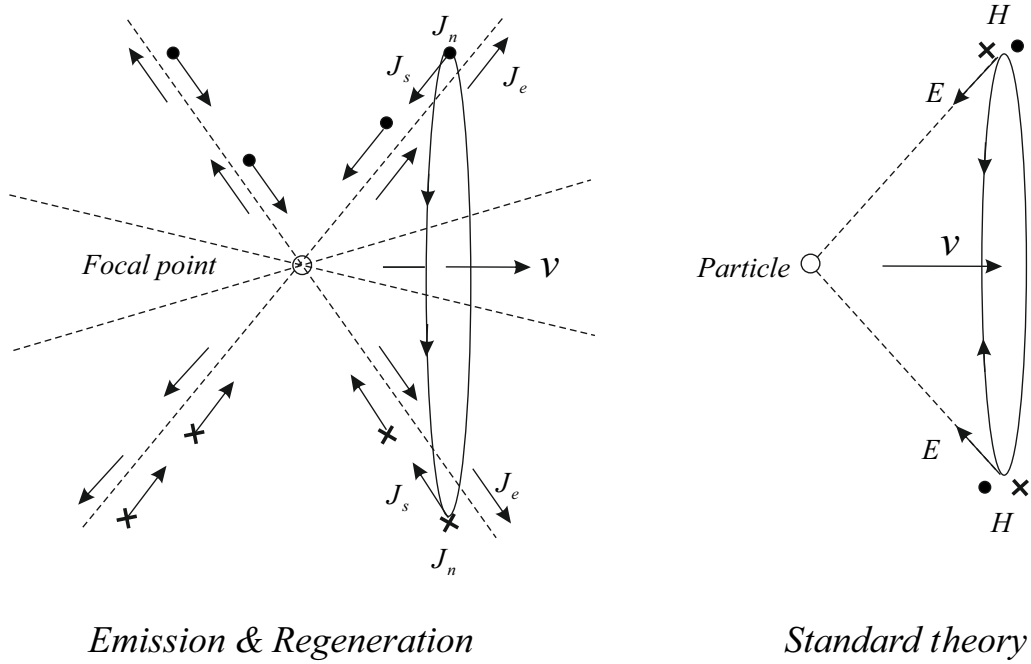 J_n
H
J_s
J_e
E
Focal point
v
Particle
v
J_s
J_e
E
J_n
H
Emission & Regeneration
Standard theory